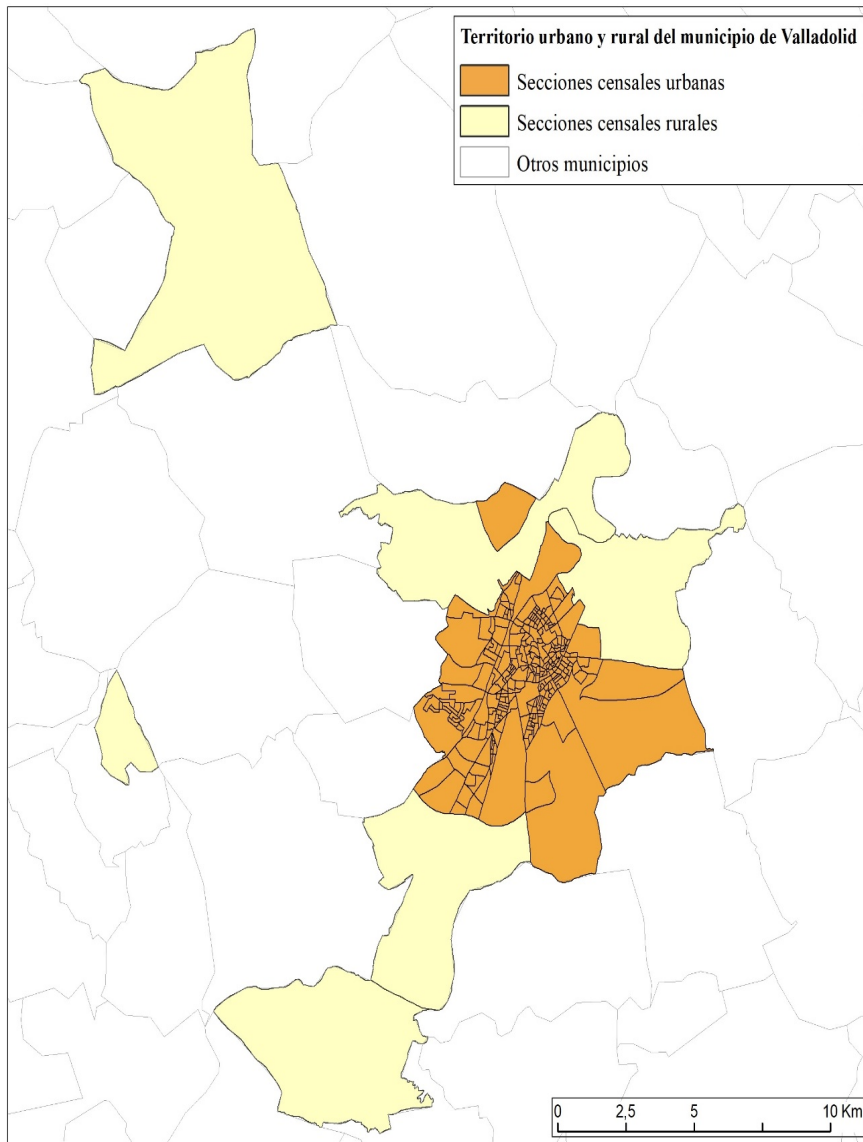 Territorio urbano y rural del municipio de Valladolid
Secciones censales urbanas
Secciones censales rurales
Otros municipios
0 2,5 5 10 Km